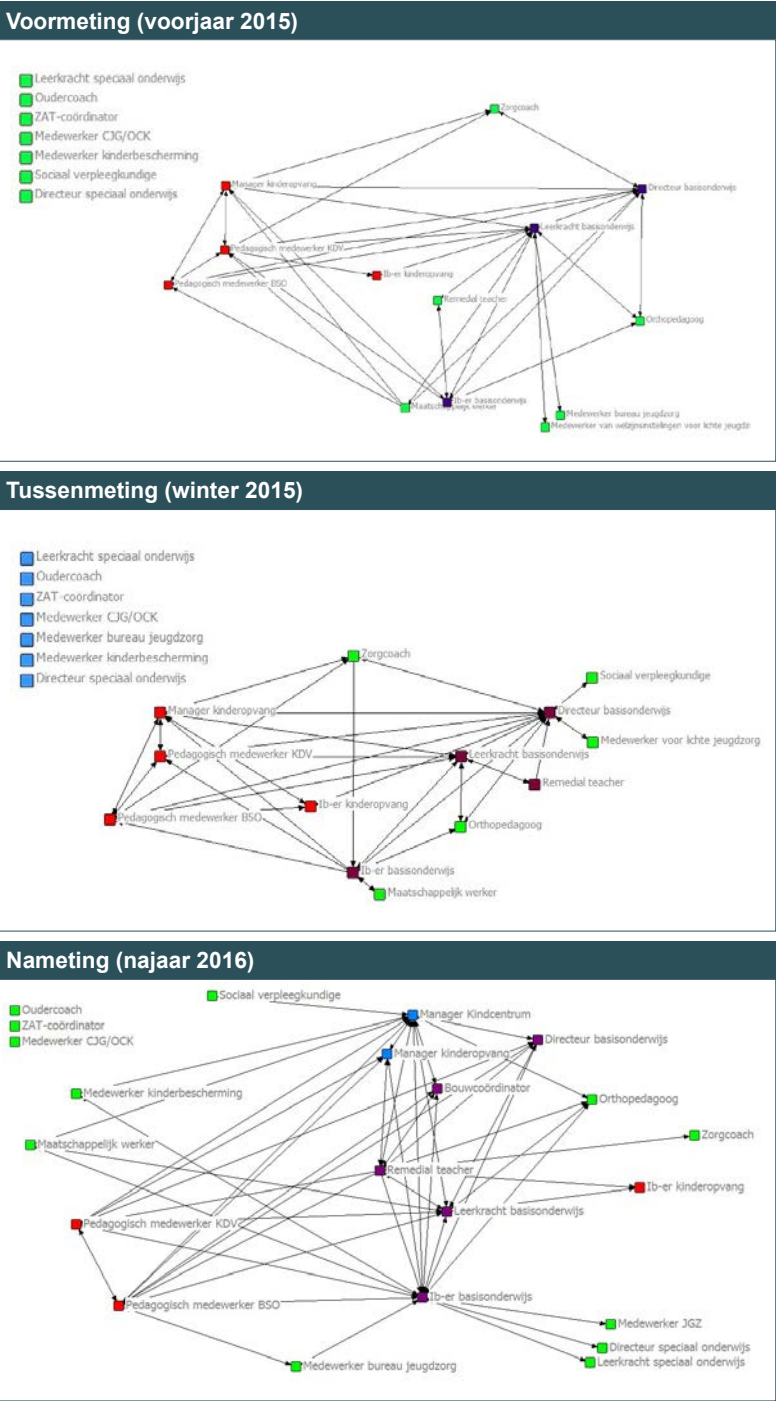 Voormeting (voorjaar 2015)
Leerkracht speciaal onderwijs
Oudercoach
ZAT-coördinator
Medewerker CJG/OCK
Medewerker kinderbescherming
Sociaal verpleegkundige
Directeur speciaal onderwijs
Zorgcoach
Manager kinderopvang
Directeur basisonderwijs
Leerkracht basisonderwijs
Pedagogisch medewerker KDV
Ib-er kinderopvang
Pedagogisch medewerker BSO
Remedial teacher
Orthopedagoog
Ib-er basisonderwijs
Maatschappelijk werker
Medewerker bureau jeugdzorg
Medewerker van welzijnsinstellingen voor lichte jeugdz
Tussenmeting (winter 2015)
Leerkracht speciaal onderwijs
Oudercoach
ZAT-coordinator
Medewerker CJG/OCK
Medewerker bureau jeugdzorg
Medewerker kinderbescherming
Directeur speciaal onderwijs
Zorgcoach
Sociaal verpleegkundige
Manager kinderopvang
Directeur basisonderwijs
Medewerker voor lichte jeugdzorg
Pedagogisch medewerker KDV
Leerkracht basisonderwijs
Remedial teacher
Ib-er kinderopvang
Pedagogisch medewerker BSO
Orthopedagoog
Ib-er basisonderwijs
Maatschappelijk werker
Nameting (najaar 2016)
Sociaal verpleegkundige
Oudercoach
ZAT-coördinator
Medewerker CJG/OCK
Manager Kindcentrum
Directeur basisonderwijs
Manager kinderopvang
Bouwcoördinator
Medewerker kinderbescherming
Orthopedagoog
Zorgcoach
Maatschappelijk werker
Remedial teacher
Ib-er kinderopvang
Leerkracht basisonderwijs
Pedagogisch medewerker KDV
Ib-er basisonderwijs
Pedagogisch medewerker BSO
Medewerker JGZ
Directeur speciaal onderwijs
Leerkracht speciaal onderwijs
Medewerker bureau jeugdzorg